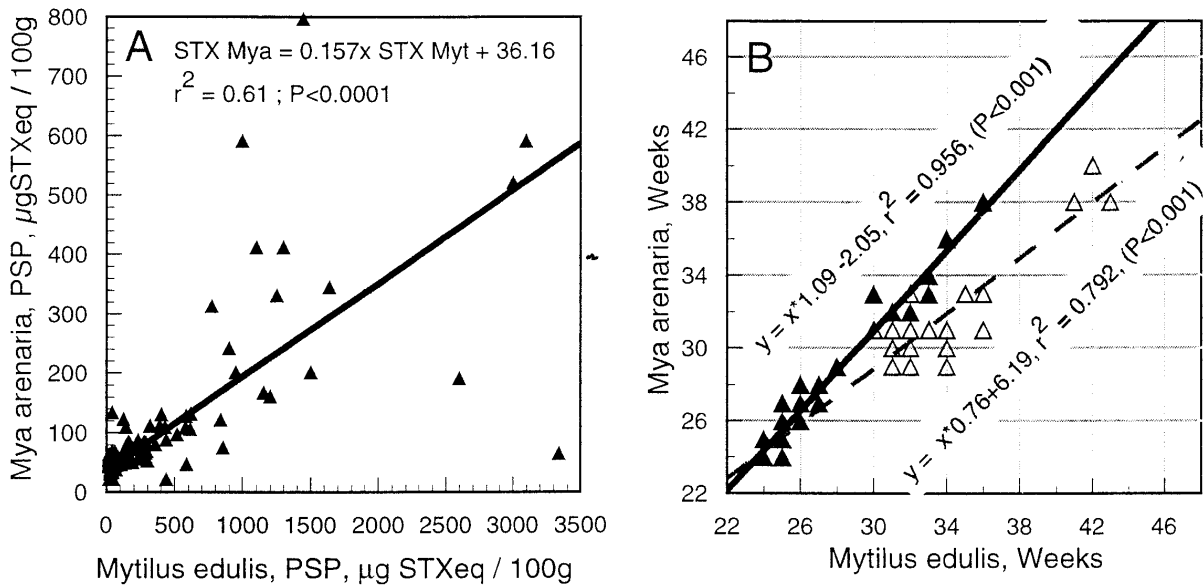 A
STX Mya = 0.157x STX Myt + 36.16
r² = 0.61 ; P<0.0001
800
700
600
500
400
300
200
100
0
Mya arenaria, PSP, μgSTXeq / 100g
0 500 1000 1500 2000 2500 3000 3500
Mytilus edulis, PSP, μg STXeq / 100g
B
46
42
38
34
30
26
22
Mya arenaria, Weeks
y = x*1.09 -2.05, r² = 0.956, (P<0.001)
y = x*0.76+6.19, r² = 0.792, (P<0.001)
22 26 30 34 38 42 46
Mytilus edulis, Weeks